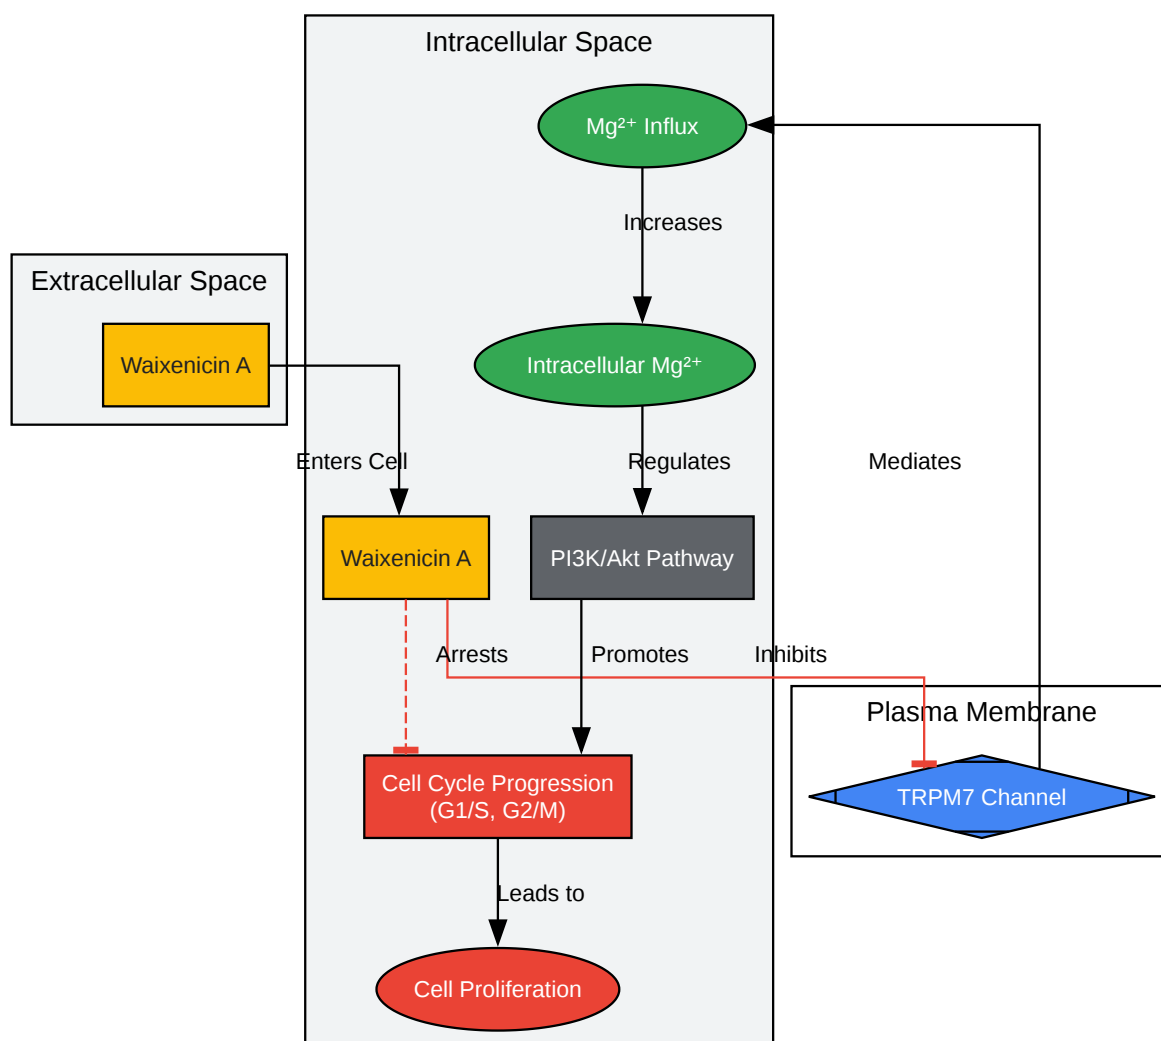 Intracellular Space
Mg²⁺ Influx
Increases
Extracellular Space
Waixenicin A
Intracellular Mg²⁺
Enters Cell
Regulates
Mediates
Waixenicin A
PI3K/Akt Pathway
Arrests
Promotes
Inhibits
Plasma Membrane
Cell Cycle Progression
(G1/S, G2/M)
TRPM7 Channel
Leads to
Cell Proliferation